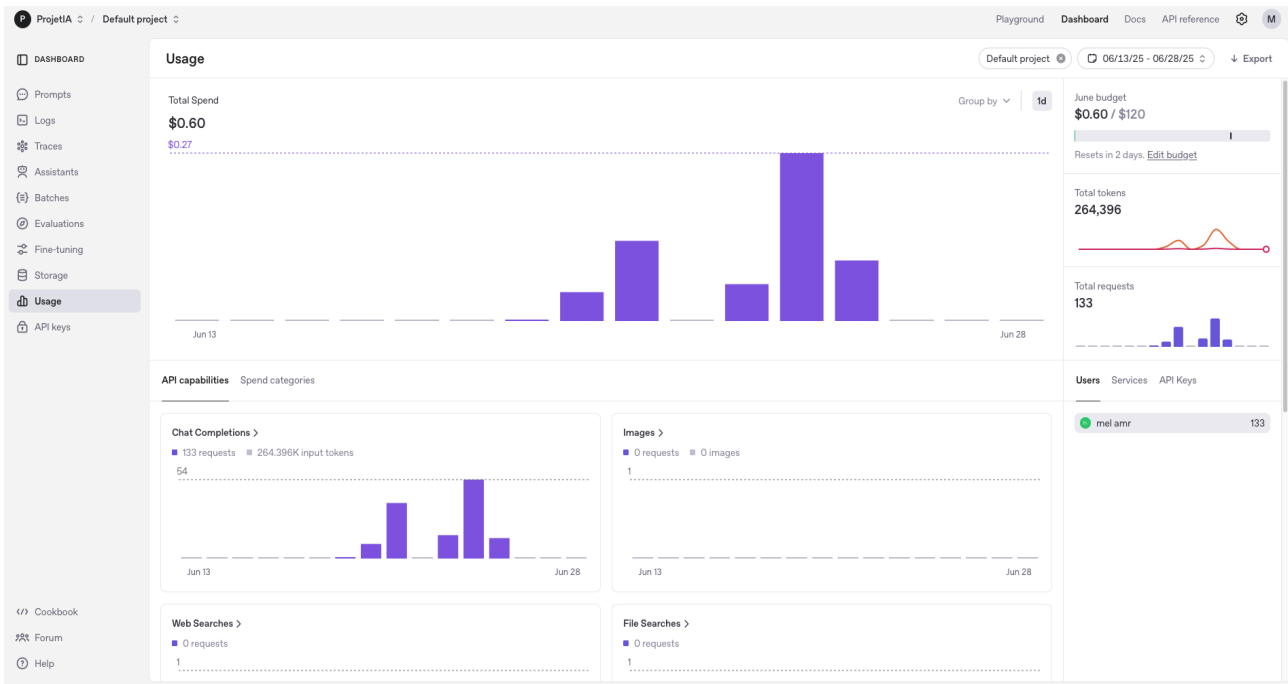 P ProjetIA / Default project
Playground Dashboard Docs API reference M
DASHBOARD
Prompts
Logs
Traces
Assistants
Batches
Evaluations
Fine-tuning
Storage
Usage
API keys
Cookbook
Forum
Help
Usage
Default project 06/13/25 - 06/28/25 Export
Total Spend
Group by 1d
$0.60
$0.27
Jun 13 Jun 28
June budget
$0.60 / $120
Resets in 2 days. Edit budget
Total tokens
264,396
Total requests
133
API capabilities Spend categories
Users Services API Keys
mel amr 133
Chat Completions >
133 requests 264.396K input tokens
54
Jun 13 Jun 28
Images >
0 requests 0 images
1
Jun 13 Jun 28
Web Searches >
0 requests
1
File Searches >
0 requests
1